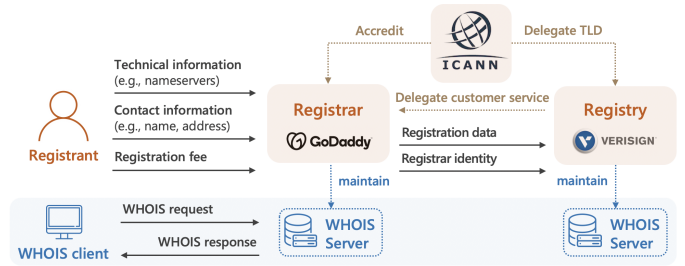 Accredit
ICANN
Delegate TLD
Technical information
(e.g., nameservers)
Contact information
(e.g., name, address)
Registration fee
Registrant
Registrar
GoDaddy
Delegate customer service
Registration data
Registrar identity
Registry
VERISIGN
maintain
maintain
WHOIS client
WHOIS request
WHOIS response
WHOIS
Server
WHOIS
Server